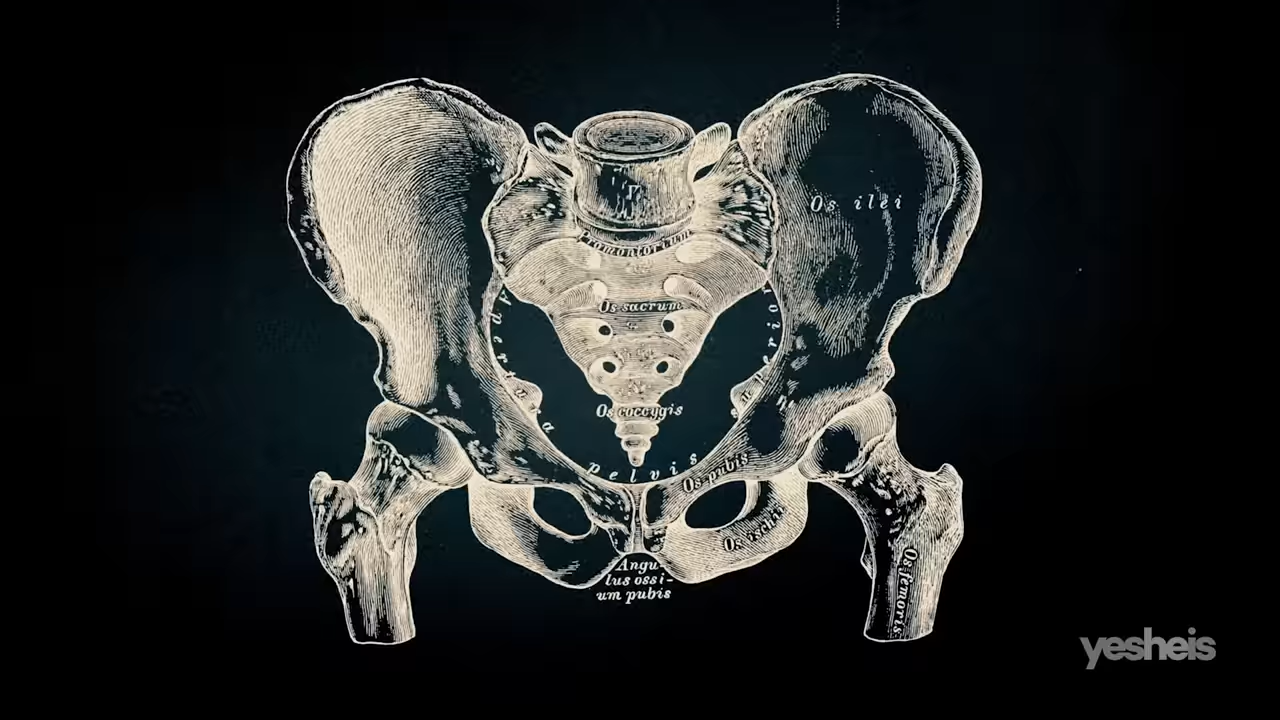 Os ilei
Promontorium
Os sacrum
Apertura pelvis superior
Os coccygis
Os pubis
Os ischii
Angu-
lus ossi-
um pubis
Os femoris
yesheis